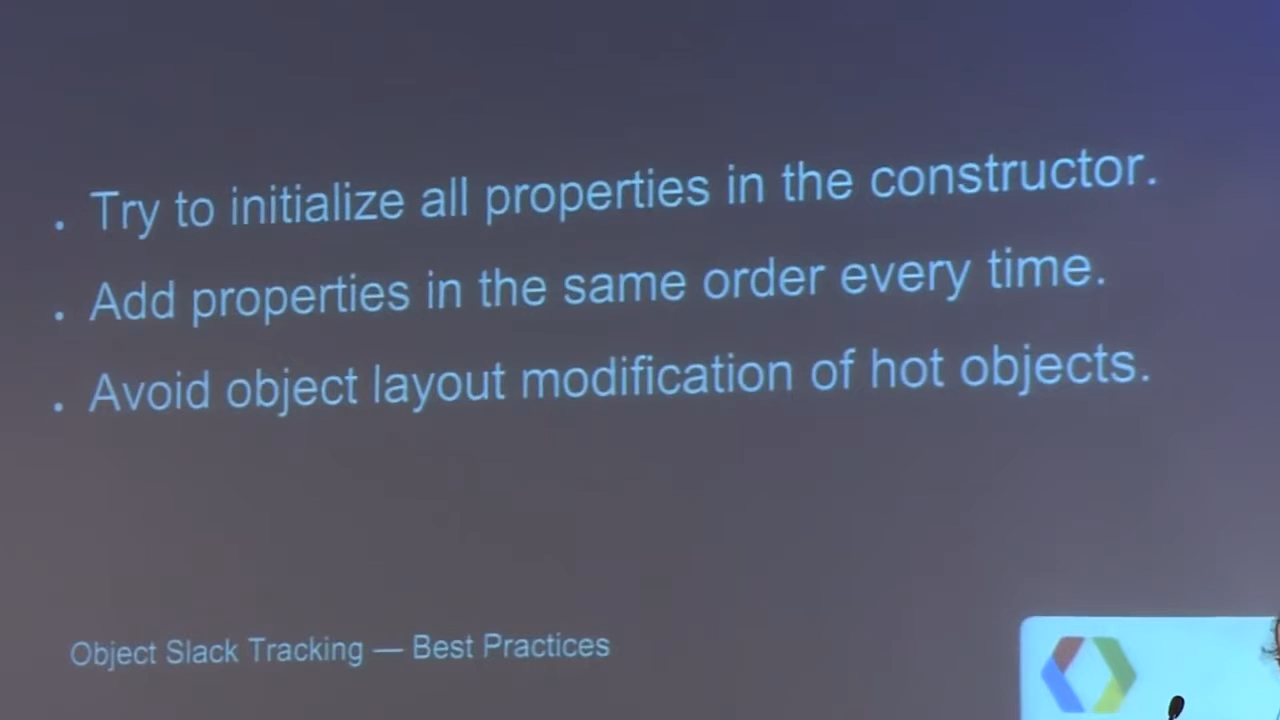 . Try to initialize all properties in the constructor.
. Add properties in the same order every time.
. Avoid object layout modification of hot objects.
Object Slack Tracking — Best Practices